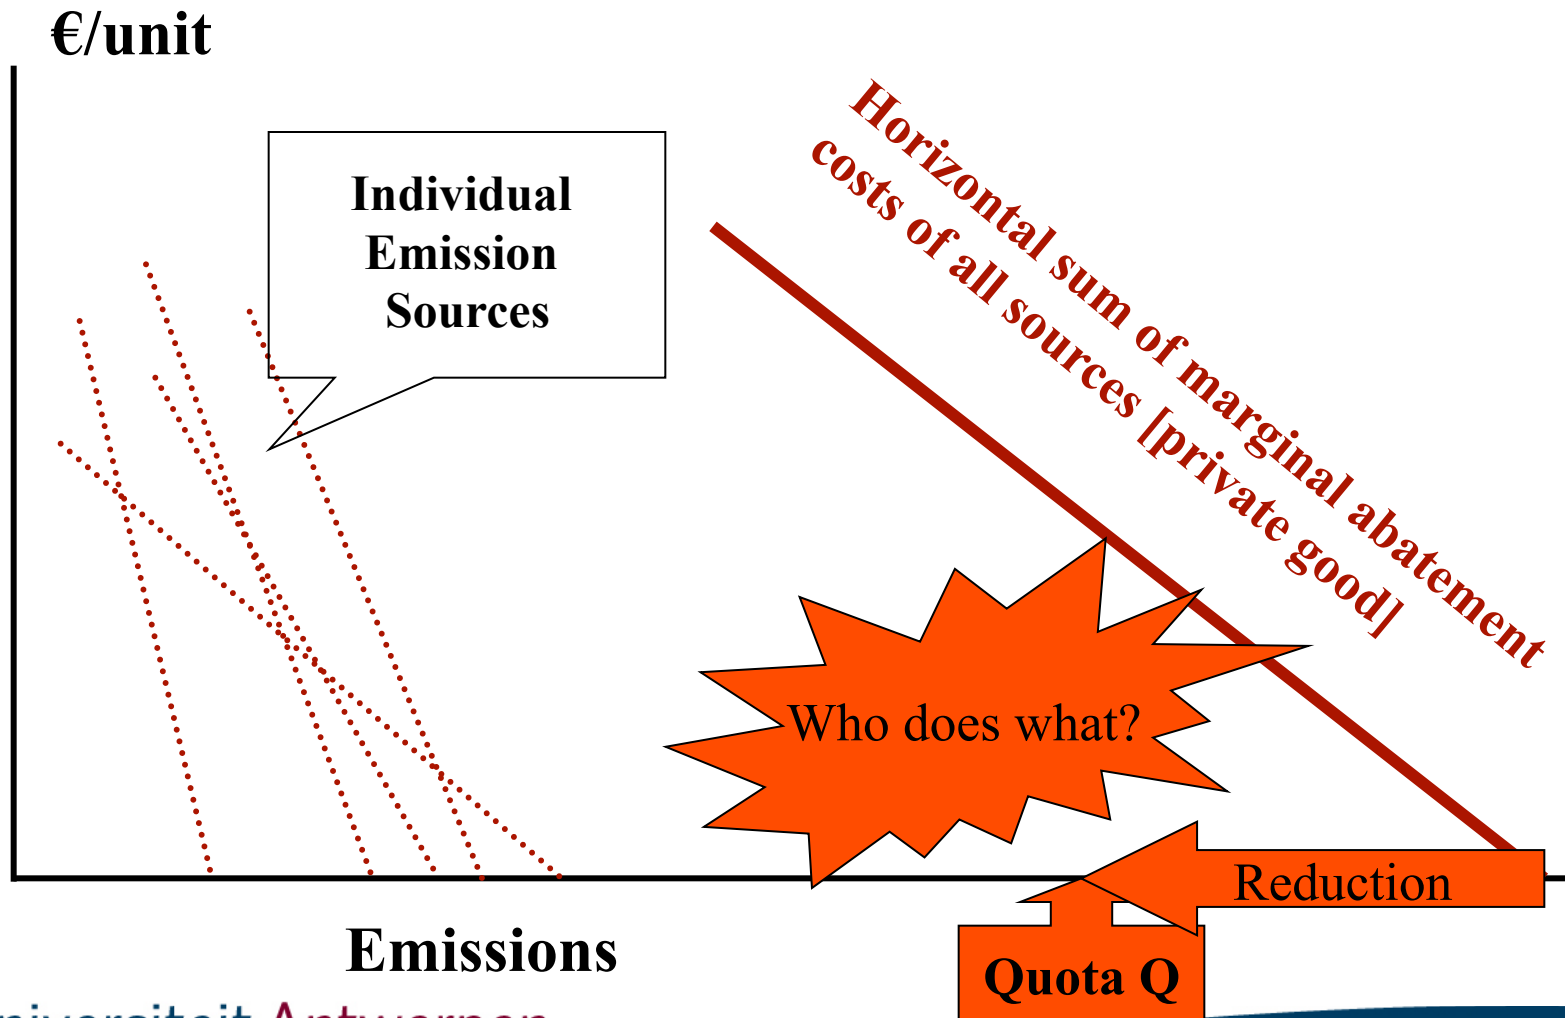 €/unit
Individual
Emission
Sources
Horizontal sum of marginal abatement
costs of all sources [private good]
Who does what?
Reduction
Emissions
Quota Q